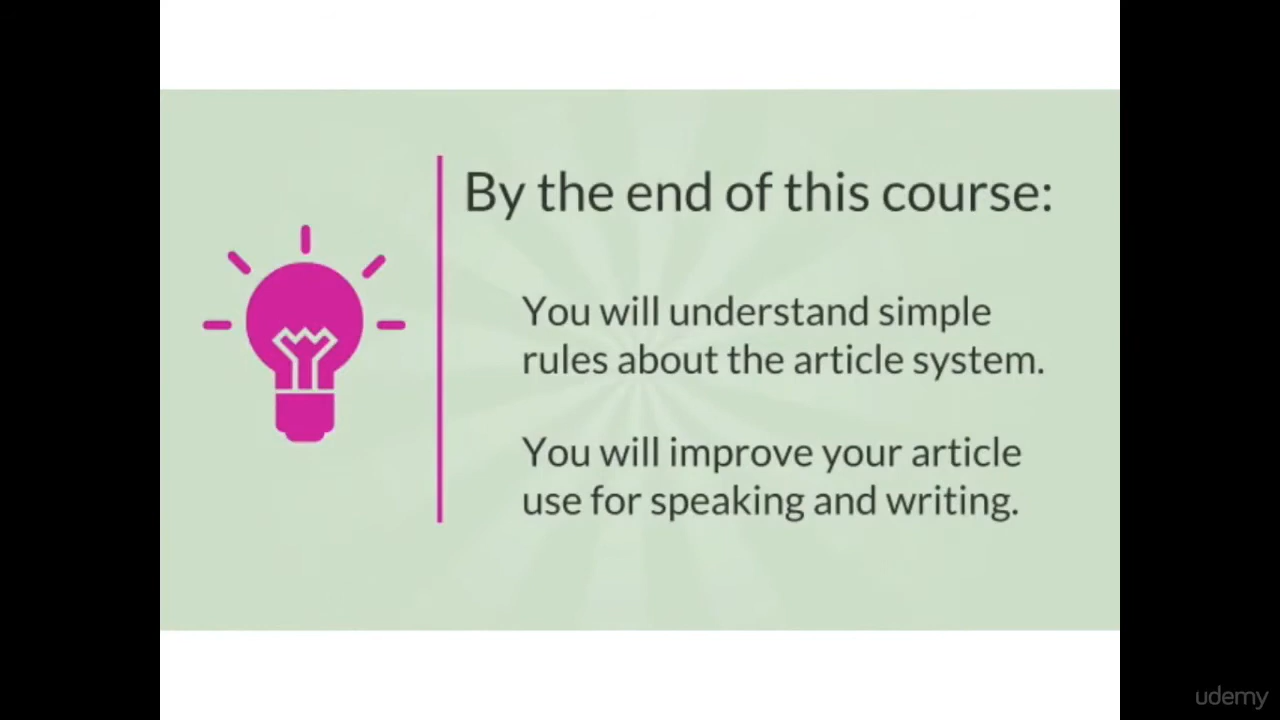 By the end of this course:
You will understand simple
rules about the article system.
You will improve your article
use for speaking and writing.
udemy